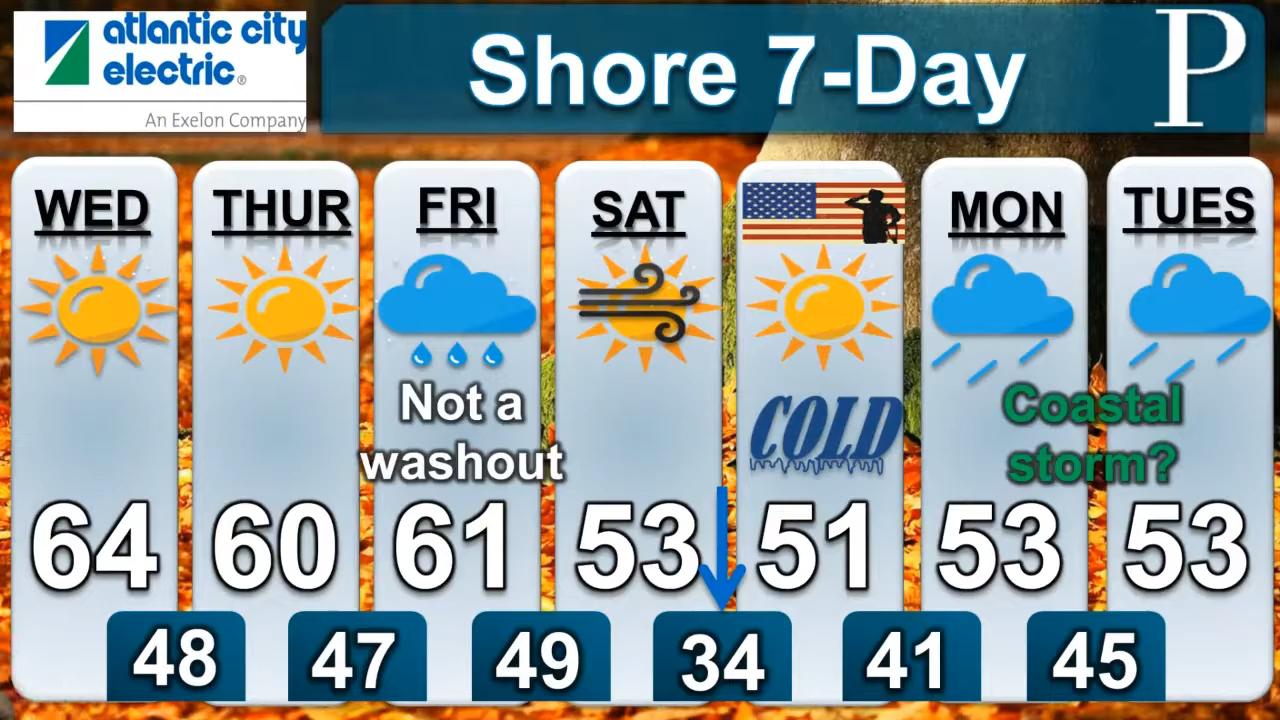 atlantic city
electric®
An Exelon Company
Shore 7-Day
P
WED
THUR
FRI
SAT
MON
TUES
Not a
washout
COLD
Coastal
storm?
64
60
61
53
51
53
53
48
47
49
34
41
45